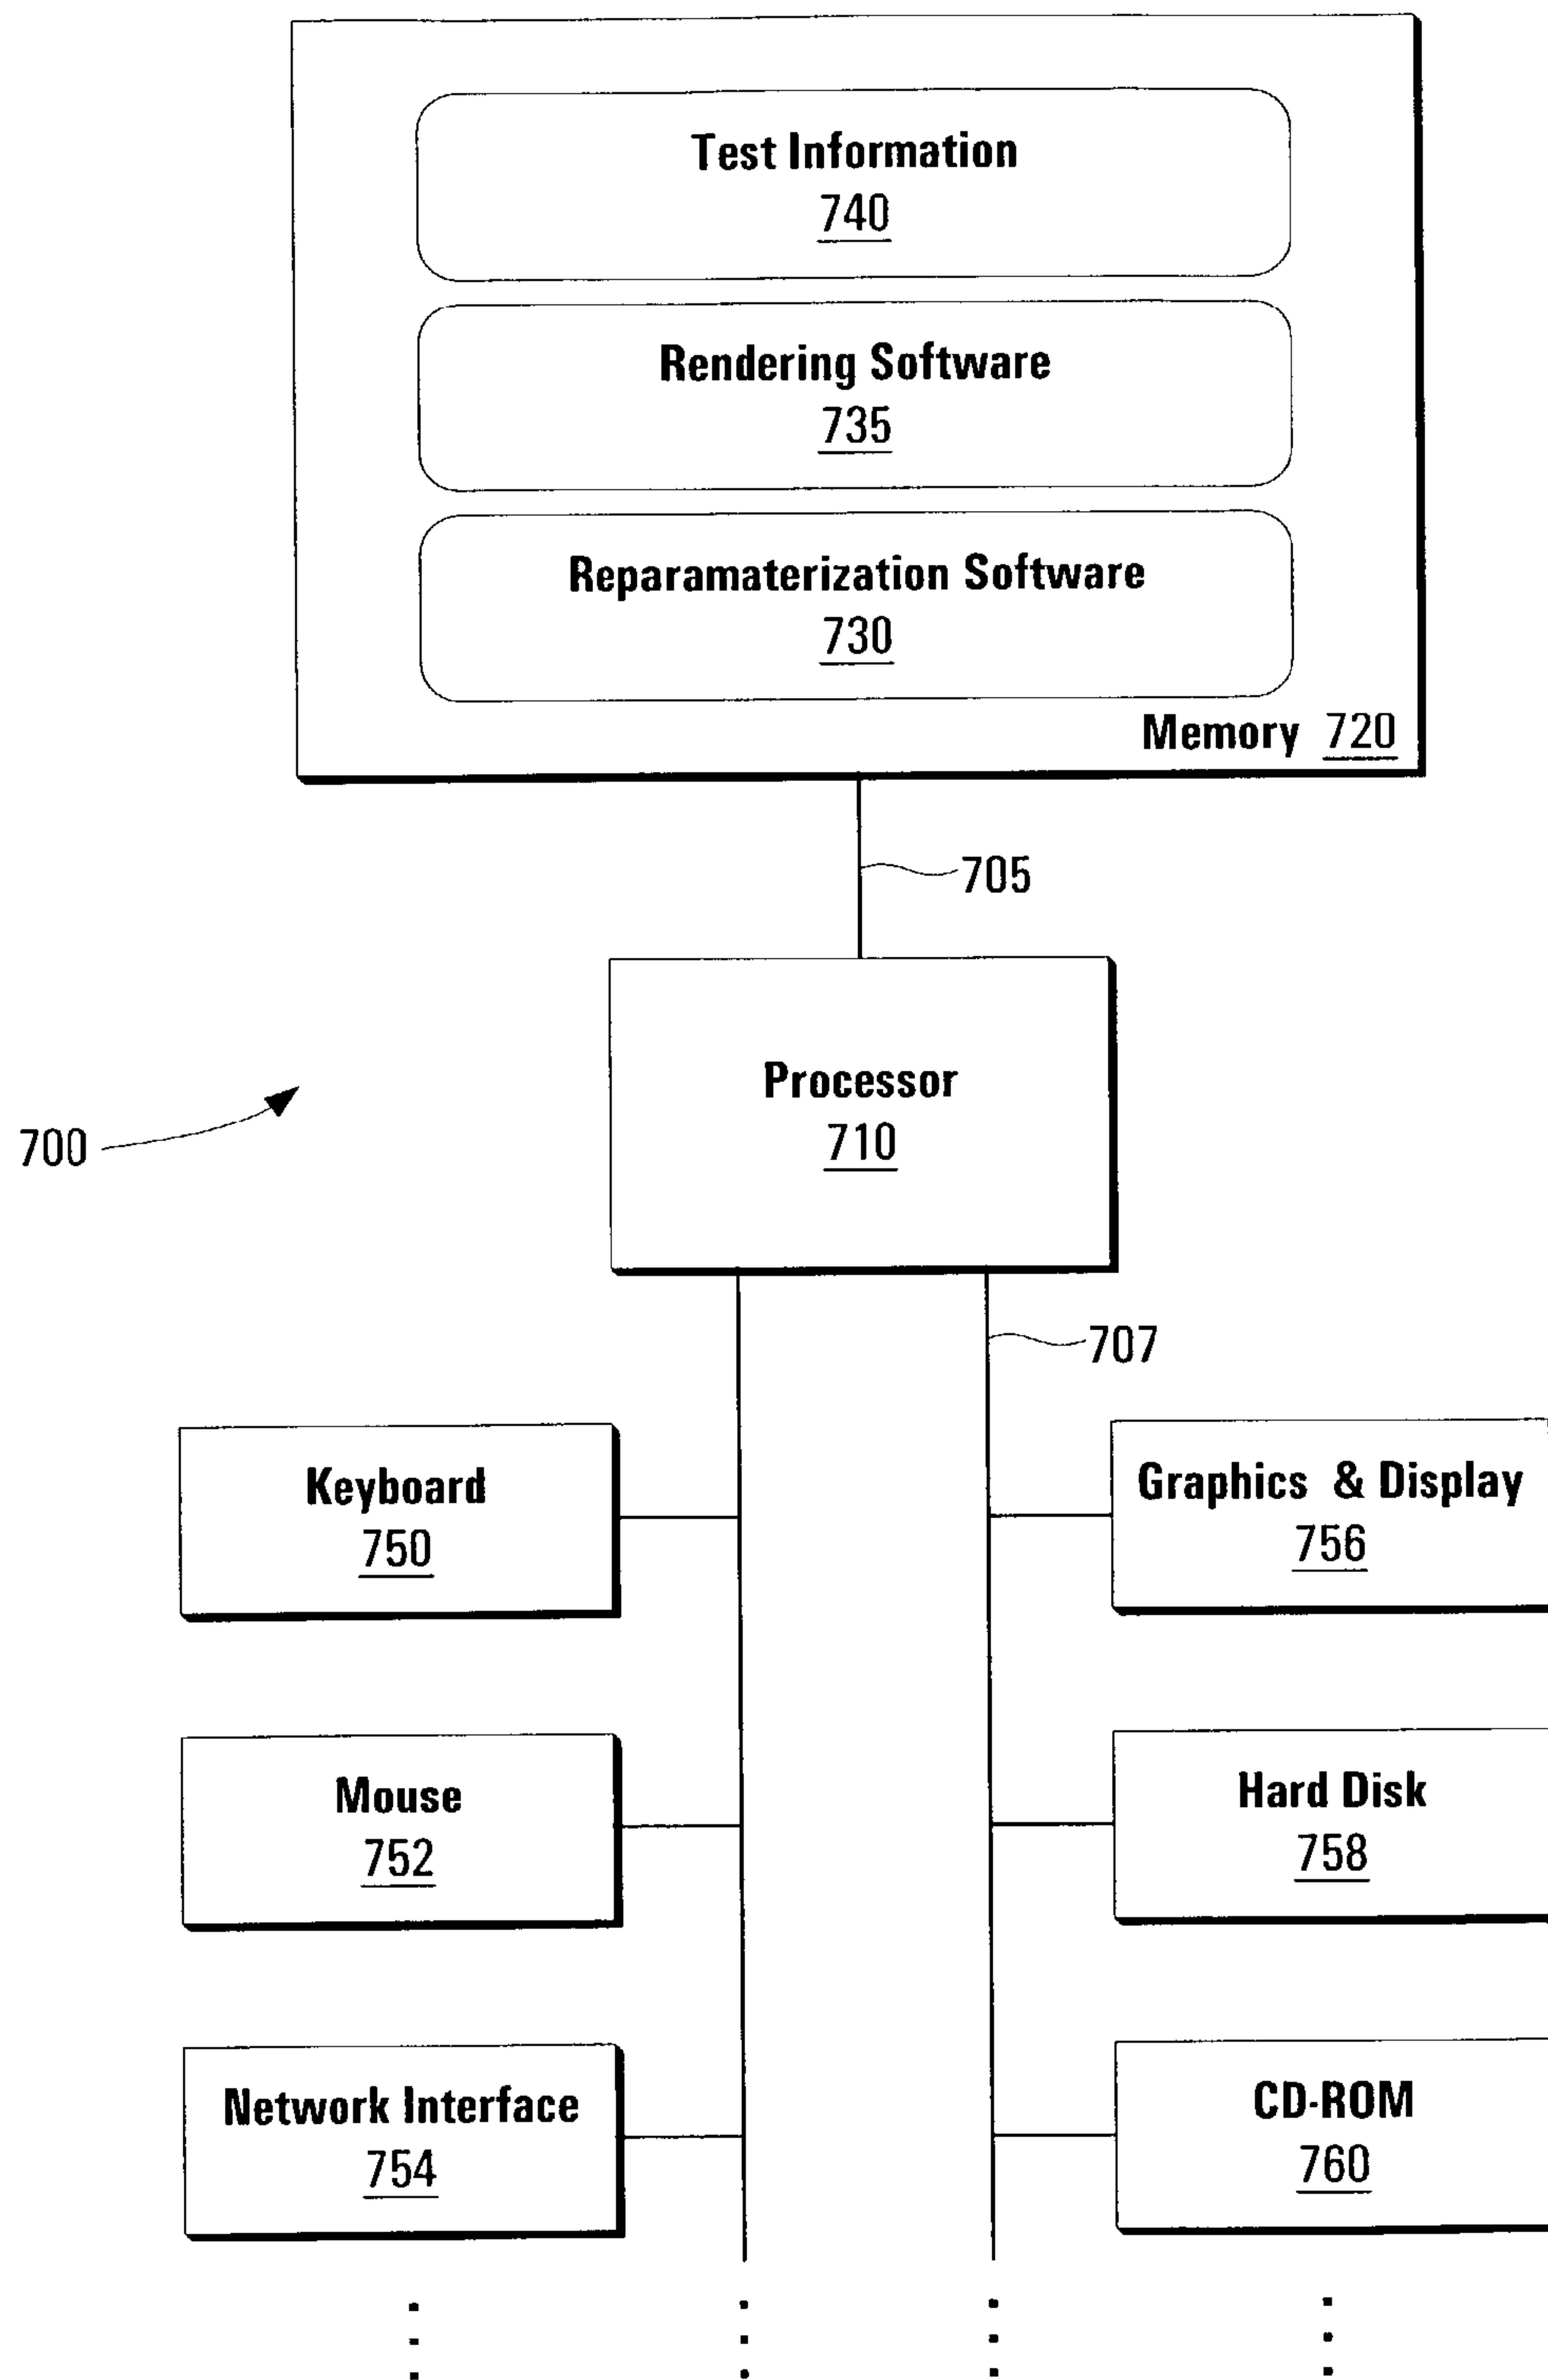 Test Information
740
Rendering Software
735
Reparamaterization Software
730
Memory 720
705
Processor
710
700
707
Keyboard
750
Graphics & Display
756
Mouse
752
Hard Disk
758
Network Interface
754
CD-ROM
760